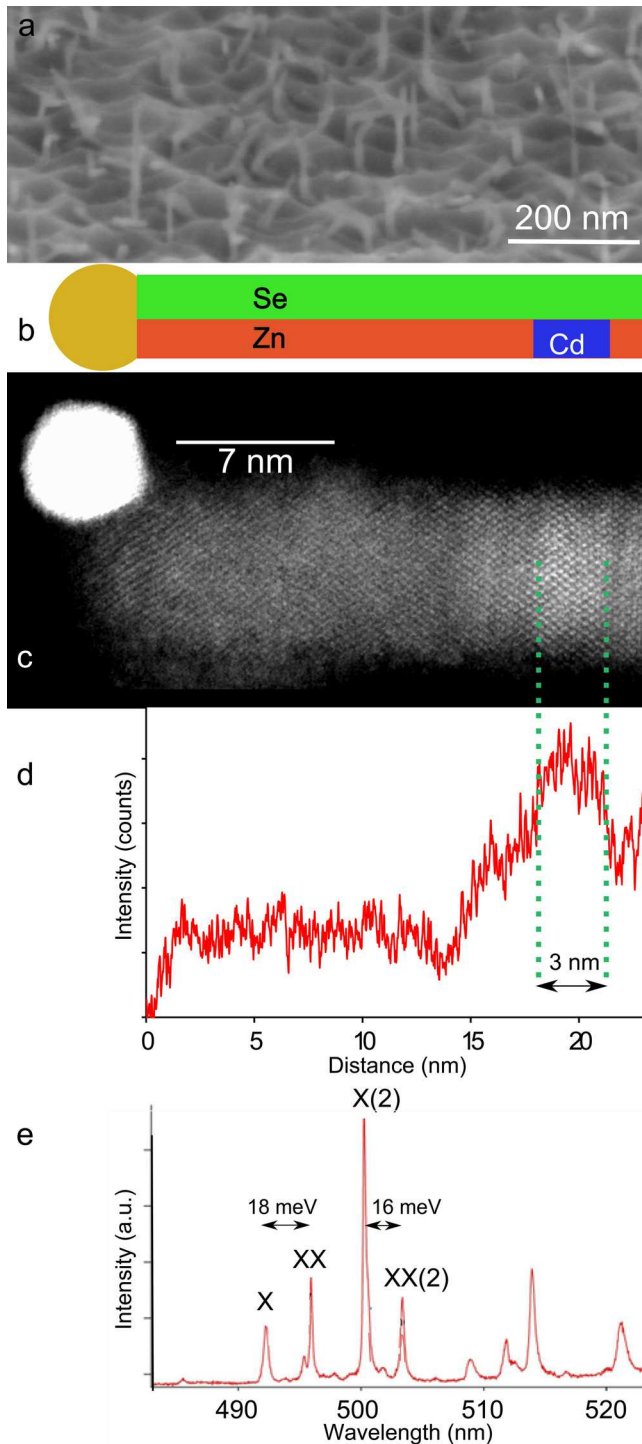 a
200 nm
Se
b
Zn
Cd
7 nm
c
d
Intensity (counts)
3 nm
0 5 10 15 20
Distance (nm)
X(2)
e
18 meV
16 meV
XX
XX(2)
X
Intensity (a.u.)
490 500 510 520
Wavelength (nm)